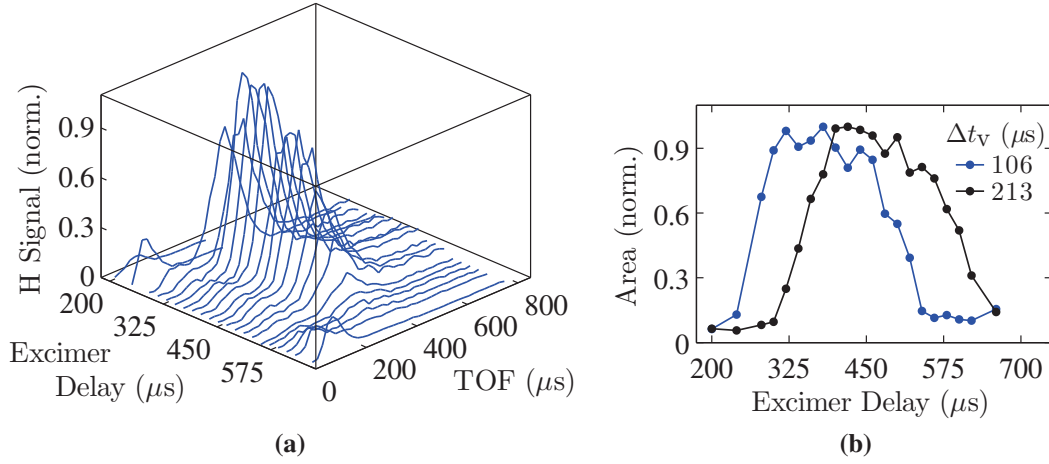 H Signal (norm.)
0.9
0.6
0.3
0
200
325
450
575
Excimer
Delay (μs)
0
200
400
600
800
TOF (μs)
(a)
Area (norm.)
0.9
0.6
0.3
0
200 325 450 575 700
Excimer Delay (μs)
Δt_V (μs)
106
213
(b)